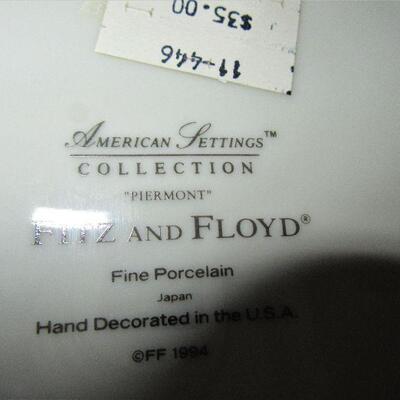 $35.00
11-446
AMERICAN SETTINGS™
COLLECTION
"PIERMONT"
FITZ AND FLOYD®
Fine Porcelain
Japan
Hand Decorated in the U.S.A.
©FF 1994